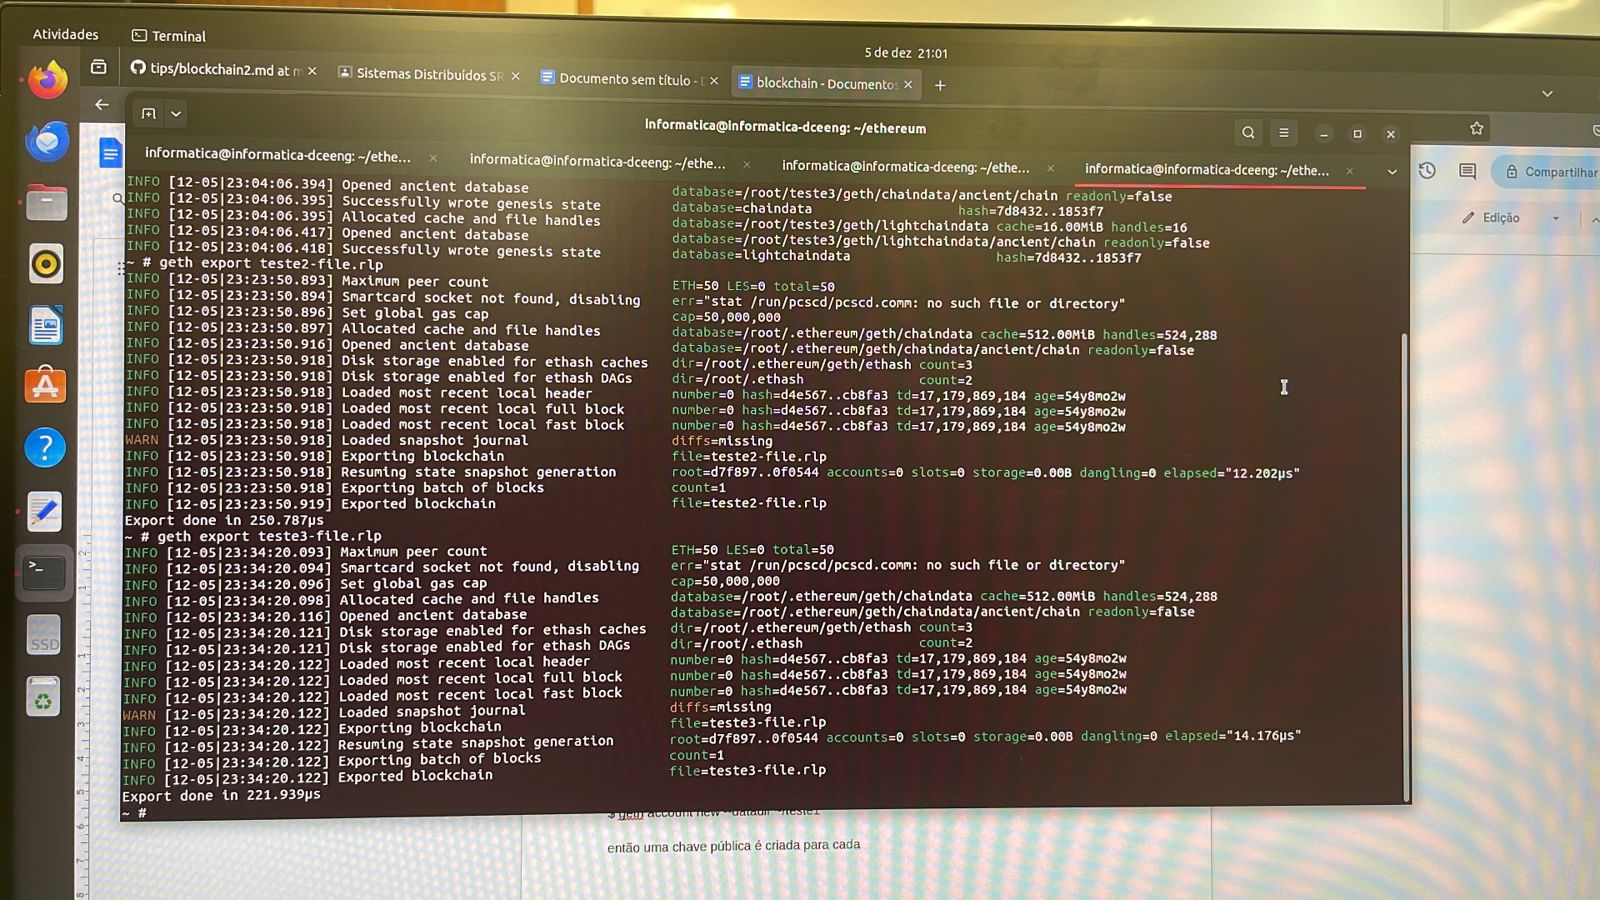 Atividades
Terminal
5 de dez 21:01
tips/blockchain2.md at m
Sistemas Distribuídos SR
Documento sem título -
blockchain - Documentos
informatica@informatica-dceeng: ~/ethereum
informatica@informatica-dceeng: ~/ethe...
informatica@informatica-dceeng: ~/ethe...
informatica@informatica-dceeng: ~/ethe...
informatica@informatica-dceeng: ~/ethe...
Compartilhar
Edição
INFO [12-05|23:04:06.394] Opened ancient database database=/root/teste3/geth/chaindata/ancient/chain readonly=false
INFO [12-05|23:04:06.395] Successfully wrote genesis state database=chaindata hash=7d8432..1853f7
INFO [12-05|23:04:06.395] Allocated cache and file handles database=/root/teste3/geth/lightchaindata cache=16.00MiB handles=16
INFO [12-05|23:04:06.417] Opened ancient database database=/root/teste3/geth/lightchaindata/ancient/chain readonly=false
INFO [12-05|23:04:06.418] Successfully wrote genesis state database=lightchaindata hash=7d8432..1853f7
~ # geth export teste2-file.rlp
INFO [12-05|23:23:50.893] Maximum peer count ETH=50 LES=0 total=50
INFO [12-05|23:23:50.894] Smartcard socket not found, disabling err="stat /run/pcscd/pcscd.comm: no such file or directory"
INFO [12-05|23:23:50.896] Set global gas cap cap=50,000,000
INFO [12-05|23:23:50.897] Allocated cache and file handles database=/root/.ethereum/geth/chaindata cache=512.00MiB handles=524,288
INFO [12-05|23:23:50.916] Opened ancient database database=/root/.ethereum/geth/chaindata/ancient/chain readonly=false
INFO [12-05|23:23:50.918] Disk storage enabled for ethash caches dir=/root/.ethereum/geth/ethash count=3
INFO [12-05|23:23:50.918] Disk storage enabled for ethash DAGs dir=/root/.ethash count=2
INFO [12-05|23:23:50.918] Loaded most recent local header number=0 hash=d4e567..cb8fa3 td=17,179,869,184 age=54y8mo2w
INFO [12-05|23:23:50.918] Loaded most recent local full block number=0 hash=d4e567..cb8fa3 td=17,179,869,184 age=54y8mo2w
INFO [12-05|23:23:50.918] Loaded most recent local fast block number=0 hash=d4e567..cb8fa3 td=17,179,869,184 age=54y8mo2w
WARN [12-05|23:23:50.918] Loaded snapshot journal diffs=missing
INFO [12-05|23:23:50.918] Exporting blockchain file=teste2-file.rlp
INFO [12-05|23:23:50.918] Resuming state snapshot generation root=d7f897..0f0544 accounts=0 slots=0 storage=0.00B dangling=0 elapsed="12.202µs"
INFO [12-05|23:23:50.918] Exporting batch of blocks count=1
INFO [12-05|23:23:50.919] Exported blockchain file=teste2-file.rlp
Export done in 250.787µs
~ # geth export teste3-file.rlp
INFO [12-05|23:34:20.093] Maximum peer count ETH=50 LES=0 total=50
INFO [12-05|23:34:20.094] Smartcard socket not found, disabling err="stat /run/pcscd/pcscd.comm: no such file or directory"
INFO [12-05|23:34:20.096] Set global gas cap cap=50,000,000
INFO [12-05|23:34:20.098] Allocated cache and file handles database=/root/.ethereum/geth/chaindata cache=512.00MiB handles=524,288
INFO [12-05|23:34:20.116] Opened ancient database database=/root/.ethereum/geth/chaindata/ancient/chain readonly=false
INFO [12-05|23:34:20.121] Disk storage enabled for ethash caches dir=/root/.ethereum/geth/ethash count=3
INFO [12-05|23:34:20.121] Disk storage enabled for ethash DAGs dir=/root/.ethash count=2
INFO [12-05|23:34:20.122] Loaded most recent local header number=0 hash=d4e567..cb8fa3 td=17,179,869,184 age=54y8mo2w
INFO [12-05|23:34:20.122] Loaded most recent local full block number=0 hash=d4e567..cb8fa3 td=17,179,869,184 age=54y8mo2w
INFO [12-05|23:34:20.122] Loaded most recent local fast block number=0 hash=d4e567..cb8fa3 td=17,179,869,184 age=54y8mo2w
WARN [12-05|23:34:20.122] Loaded snapshot journal diffs=missing
INFO [12-05|23:34:20.122] Exporting blockchain file=teste3-file.rlp
INFO [12-05|23:34:20.122] Resuming state snapshot generation root=d7f897..0f0544 accounts=0 slots=0 storage=0.00B dangling=0 elapsed="14.176µs"
INFO [12-05|23:34:20.122] Exporting batch of blocks count=1
INFO [12-05|23:34:20.122] Exported blockchain file=teste3-file.rlp
Export done in 221.939µs
~ #
então uma chave pública é criada para cada
SSD